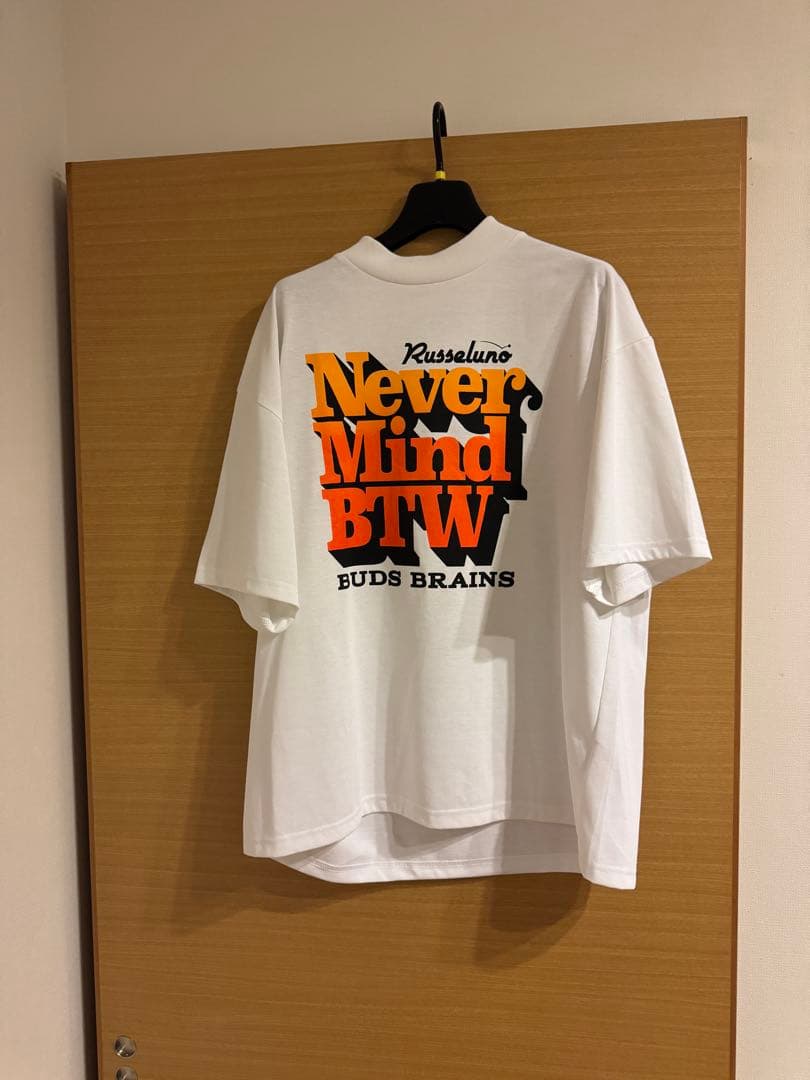 Russeluno
Never
Mind
BTW
BUDS BRAINS